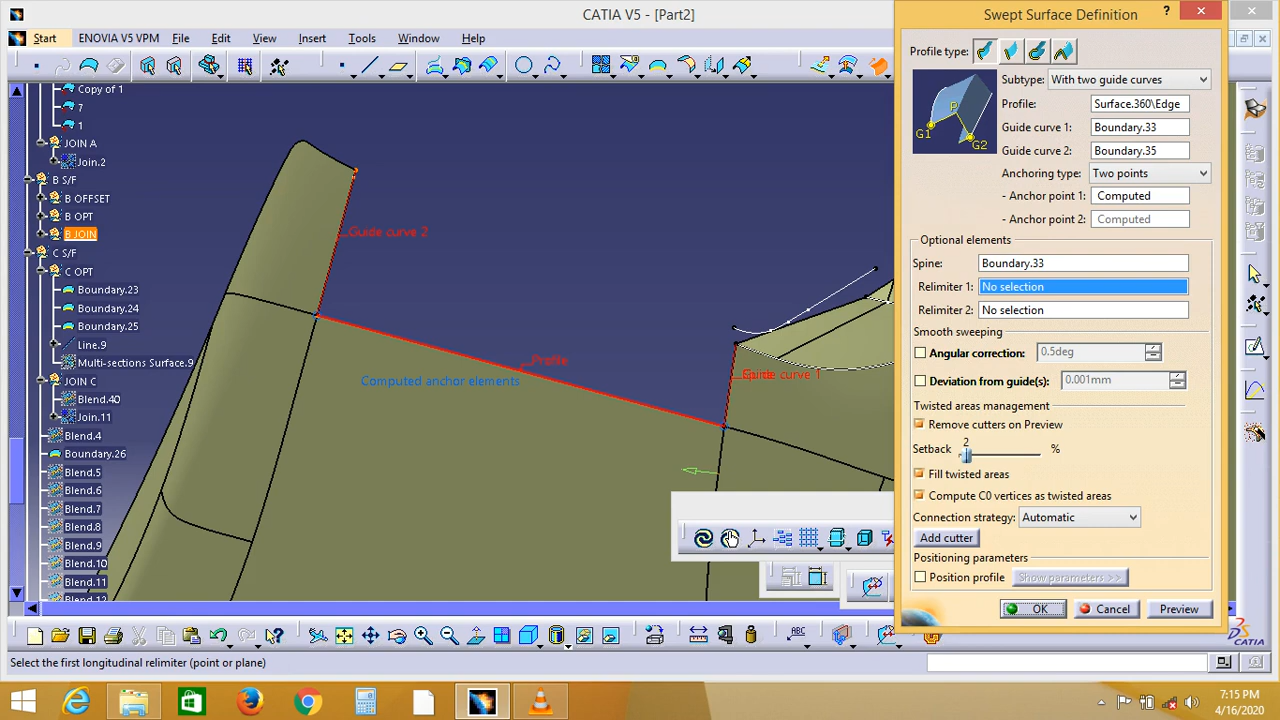 CATIA V5 - [Part2]
Start ENOVIA V5 VPM File Edit View Insert Tools Window Help
Copy of 1
7
1
JOIN A
Join.2
B S/F
B OFFSET
B OPT
B JOIN
C S/F
C OPT
Boundary.23
Boundary.24
Boundary.25
Line.9
Multi-sections Surface.9
JOIN C
Blend.40
Join.11
Blend.4
Boundary.26
Blend.5
Blend.6
Blend.7
Blend.8
Blend.9
Blend.10
Blend.11
Blend.12
Guide curve 2
Profile
Computed anchor elements
Guide curve 1
Swept Surface Definition
?
Profile type:
Subtype: With two guide curves
P
G1
G2
Profile: Surface.360\Edge
Guide curve 1: Boundary.33
Guide curve 2: Boundary.35
Anchoring type: Two points
- Anchor point 1: Computed
- Anchor point 2: Computed
Optional elements
Spine: Boundary.33
Relimiter 1: No selection
Relimiter 2: No selection
Smooth sweeping
Angular correction: 0.5deg
Deviation from guide(s): 0.001mm
Twisted areas management
Remove cutters on Preview
2
Setback %
Fill twisted areas
Compute C0 vertices as twisted areas
Connection strategy: Automatic
Add cutter
Positioning parameters
Position profile Show parameters >>
OK Cancel Preview
ABC
DS CATIA
Select the first longitudinal relimiter (point or plane)
7:15 PM
4/16/2020